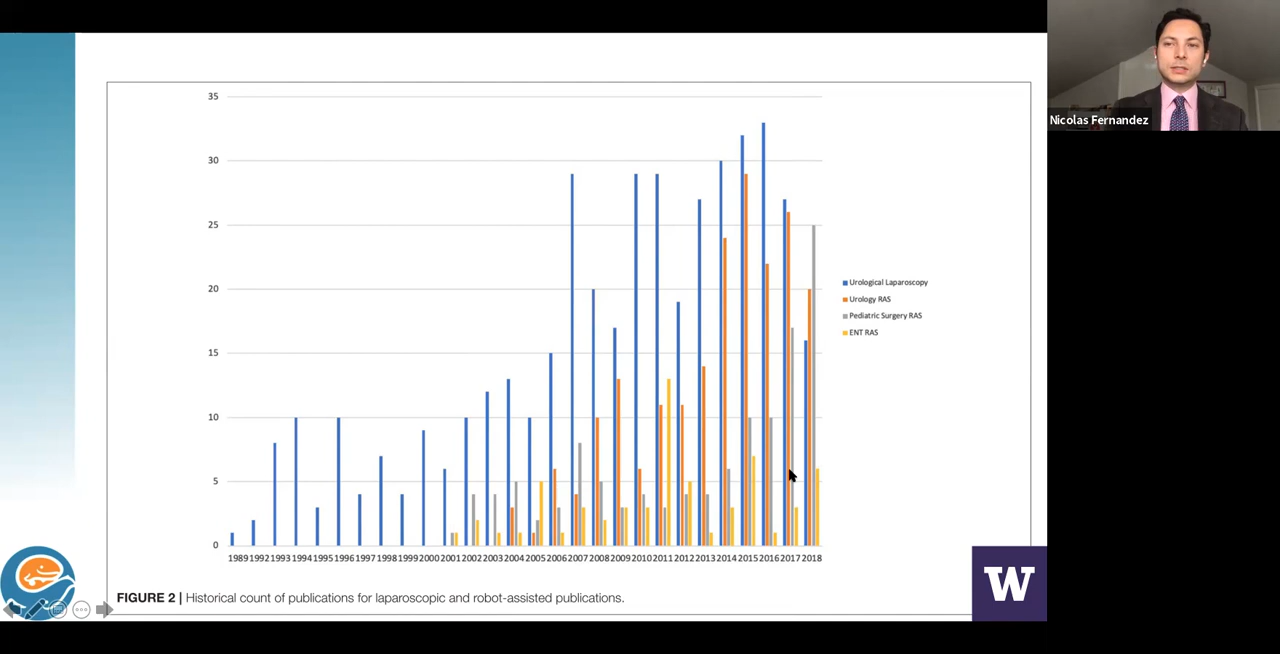 Nicolas Fernandez
35
30
25
20
15
10
5
0
Urological Laparoscopy
Urology RAS
Pediatric Surgery RAS
ENT RAS
1989 1992 1993 1994 1995 1996 1997 1998 1999 2000 2001 2002 2003 2004 2005 2006 2007 2008 2009 2010 2011 2012 2013 2014 2015 2016 2017 2018
FIGURE 2 | Historical count of publications for laparoscopic and robot-assisted publications.
W